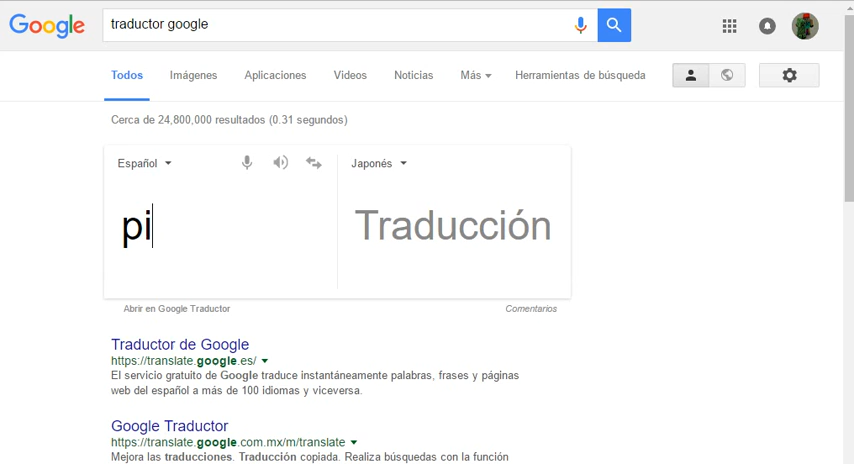 Google traductor google
Todos Imágenes Aplicaciones Videos Noticias Más Herramientas de búsqueda
Cerca de 24,800,000 resultados (0.31 segundos)
Español Japonés
pi Traducción
Abrir en Google Traductor Comentarios
Traductor de Google
https://translate.google.es/
El servicio gratuito de Google traduce instantáneamente palabras, frases y páginas
web del español a más de 100 idiomas y viceversa.
Google Traductor
https://translate.google.com.mx/m/translate
Mejora las traducciones. Traducción copiada. Realiza búsquedas con la función